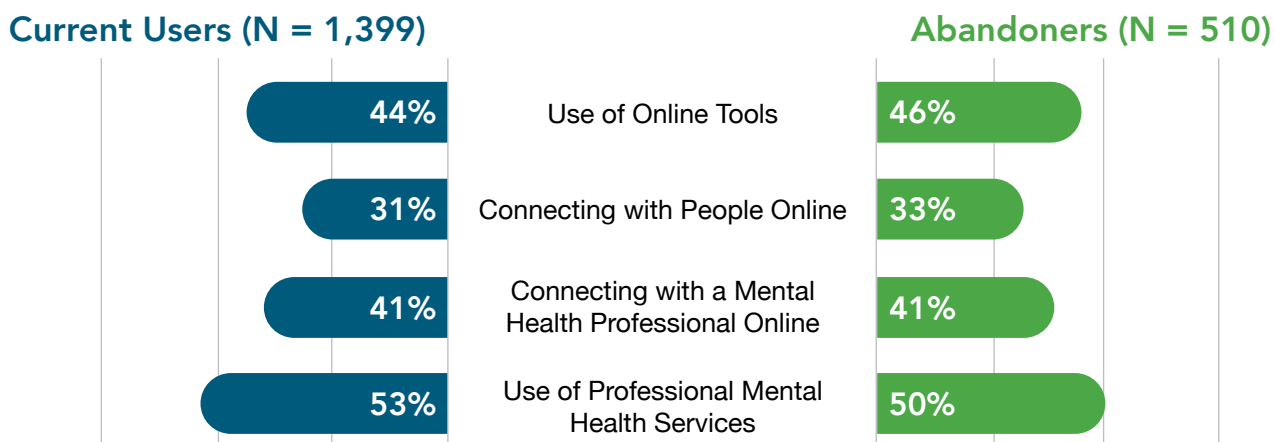 Current Users (N = 1,399)
Abandoners (N = 510)
44%
Use of Online Tools
46%
31%
Connecting with People Online
33%
41%
Connecting with a Mental
Health Professional Online
41%
53%
Use of Professional Mental
Health Services
50%